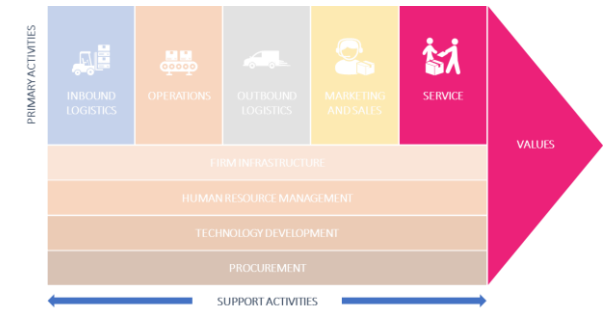 PRIMARY ACTIVITIES
INBOUND
LOGISTICS
OPERATIONS
OUTBOUND
LOGISTICS
MARKETING
AND SALES
SERVICE
VALUES
FIRM INFRASTRUCTURE
HUMAN RESOURCE MANAGEMENT
TECHNOLOGY DEVELOPMENT
PROCUREMENT
SUPPORT ACTIVITIES